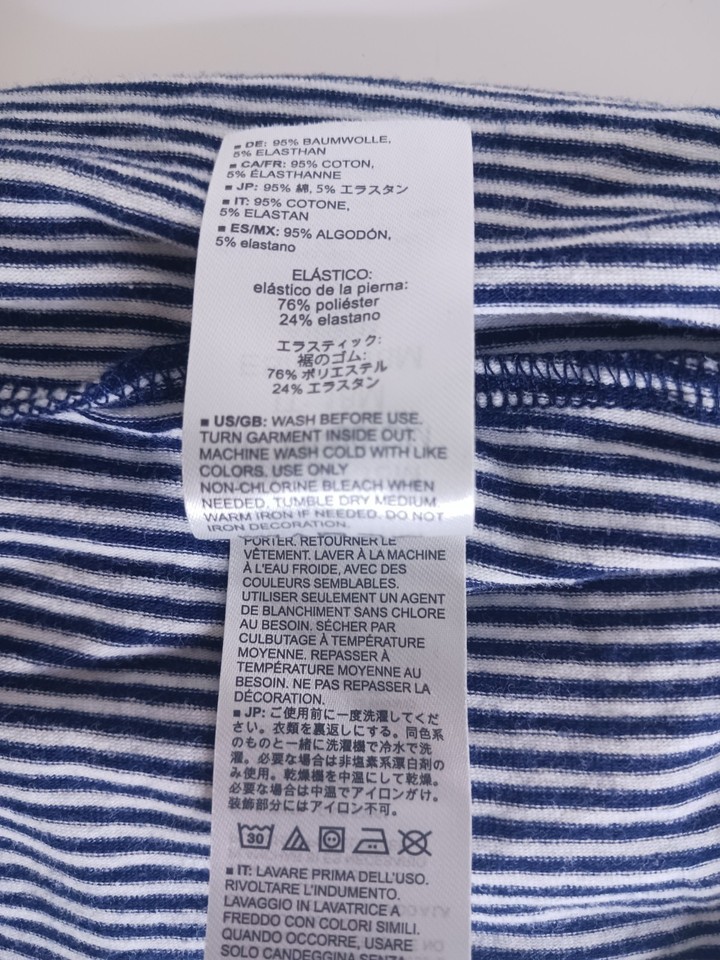 ■ DE: 95% BAUMWOLLE,
5% ELASTHAN
■ CA/FR: 95% COTON,
5% ÉLASTHANNE
■ JP: 95% 綿, 5% エラスタン
■ IT: 95% COTONE,
5% ELASTAN
■ ES/MX: 95% ALGODÓN,
5% elastano
ELÁSTICO:
elástico de la pierna:
76% poliéster
24% elastano
エラスティック:
裾のゴム:
76% ポリエステル
24% エラスタン
■ US/GB: WASH BEFORE USE.
TURN GARMENT INSIDE OUT.
MACHINE WASH COLD WITH LIKE
COLORS. USE ONLY
NON-CHLORINE BLEACH WHEN
NEEDED. TUMBLE DRY MEDIUM.
WARM IRON IF NEEDED. DO NOT
IRON DECORATION.
PORTER. RETOURNER LE
VÊTEMENT. LAVER À LA MACHINE
À L'EAU FROIDE, AVEC DES
COULEURS SEMBLABLES.
UTILISER SEULEMENT UN AGENT
DE BLANCHIMENT SANS CHLORE
AU BESOIN. SÉCHER PAR
CULBUTAGE À TEMPÉRATURE
MOYENNE. REPASSER À
TEMPÉRATURE MOYENNE AU
BESOIN. NE PAS REPASSER LA
DÉCORATION.
■ JP: ご使用前に一度洗濯してくだ
さい。衣類を裏返しにする。同色系
のものと一緒に洗濯機で冷水で洗
濯。必要な場合は非塩素系漂白剤の
み使用。乾燥機を中温にして乾燥。
必要な場合は中温でアイロンがけ。
装飾部分にはアイロン不可。
30
■ IT: LAVARE PRIMA DELL'USO.
RIVOLTARE L'INDUMENTO.
LAVAGGIO IN LAVATRICE A
FREDDO CON COLORI SIMILI.
QUANDO OCCORRE, USARE
SOLO CANDEGGINA SENZA